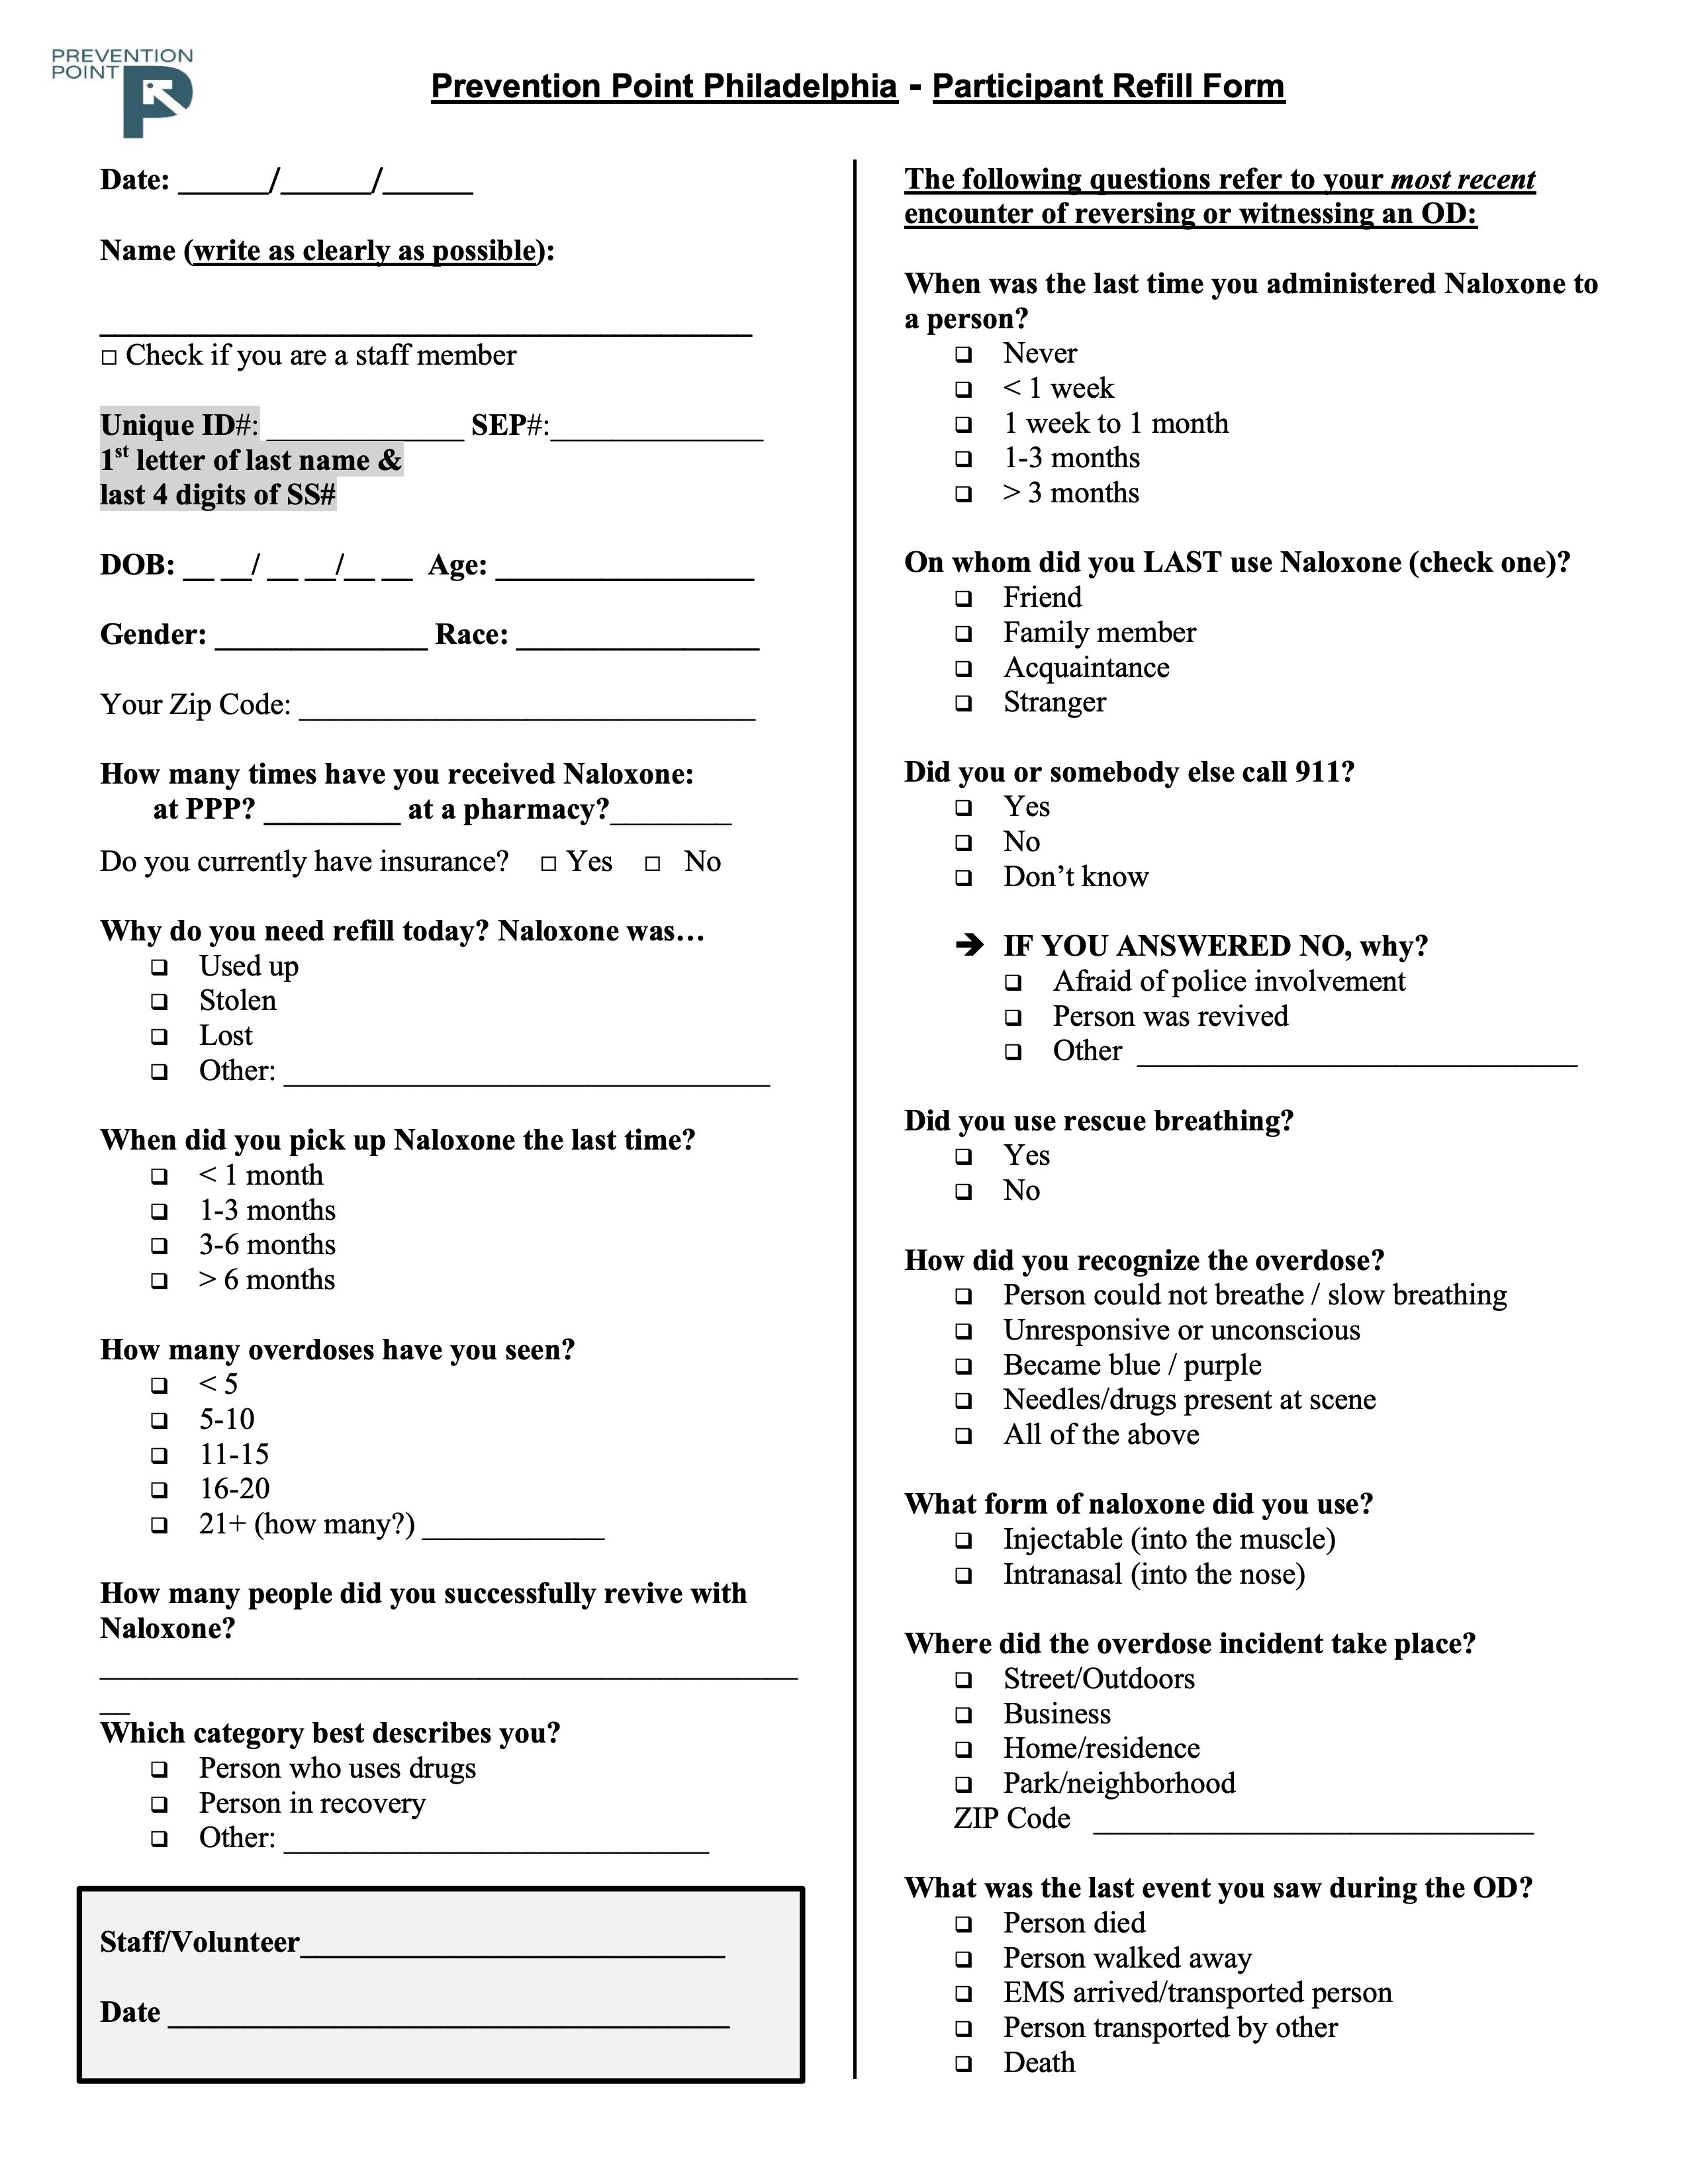 PREVENTION
POINT
Prevention Point Philadelphia - Participant Refill Form
Date: ______/______/______
Name (write as clearly as possible):
___________________________________________
□ Check if you are a staff member
Unique ID#: _____________ SEP#:______________
1st letter of last name &
last 4 digits of SS#
DOB: __ __/ __ __/__ __ Age: _________________
Gender: ______________ Race: ________________
Your Zip Code: ______________________________
How many times have you received Naloxone:
at PPP? _________ at a pharmacy?________
Do you currently have insurance? □ Yes □ No
Why do you need refill today? Naloxone was…
❑ Used up
❑ Stolen
❑ Lost
❑ Other: ________________________________
When did you pick up Naloxone the last time?
❑ < 1 month
❑ 1-3 months
❑ 3-6 months
❑ > 6 months
How many overdoses have you seen?
❑ < 5
❑ 5-10
❑ 11-15
❑ 16-20
❑ 21+ (how many?) ____________
How many people did you successfully revive with
Naloxone?
______________________________________________
__
Which category best describes you?
❑ Person who uses drugs
❑ Person in recovery
❑ Other: ____________________________
Staff/Volunteer____________________________
Date _____________________________________
The following questions refer to your most recent
encounter of reversing or witnessing an OD:
When was the last time you administered Naloxone to
a person?
❑ Never
❑ < 1 week
❑ 1 week to 1 month
❑ 1-3 months
❑ > 3 months
On whom did you LAST use Naloxone (check one)?
❑ Friend
❑ Family member
❑ Acquaintance
❑ Stranger
Did you or somebody else call 911?
❑ Yes
❑ No
❑ Don’t know
➔ IF YOU ANSWERED NO, why?
❑ Afraid of police involvement
❑ Person was revived
❑ Other _____________________________
Did you use rescue breathing?
❑ Yes
❑ No
How did you recognize the overdose?
❑ Person could not breathe / slow breathing
❑ Unresponsive or unconscious
❑ Became blue / purple
❑ Needles/drugs present at scene
❑ All of the above
What form of naloxone did you use?
❑ Injectable (into the muscle)
❑ Intranasal (into the nose)
Where did the overdose incident take place?
❑ Street/Outdoors
❑ Business
❑ Home/residence
❑ Park/neighborhood
ZIP Code _____________________________
What was the last event you saw during the OD?
❑ Person died
❑ Person walked away
❑ EMS arrived/transported person
❑ Person transported by other
❑ Death